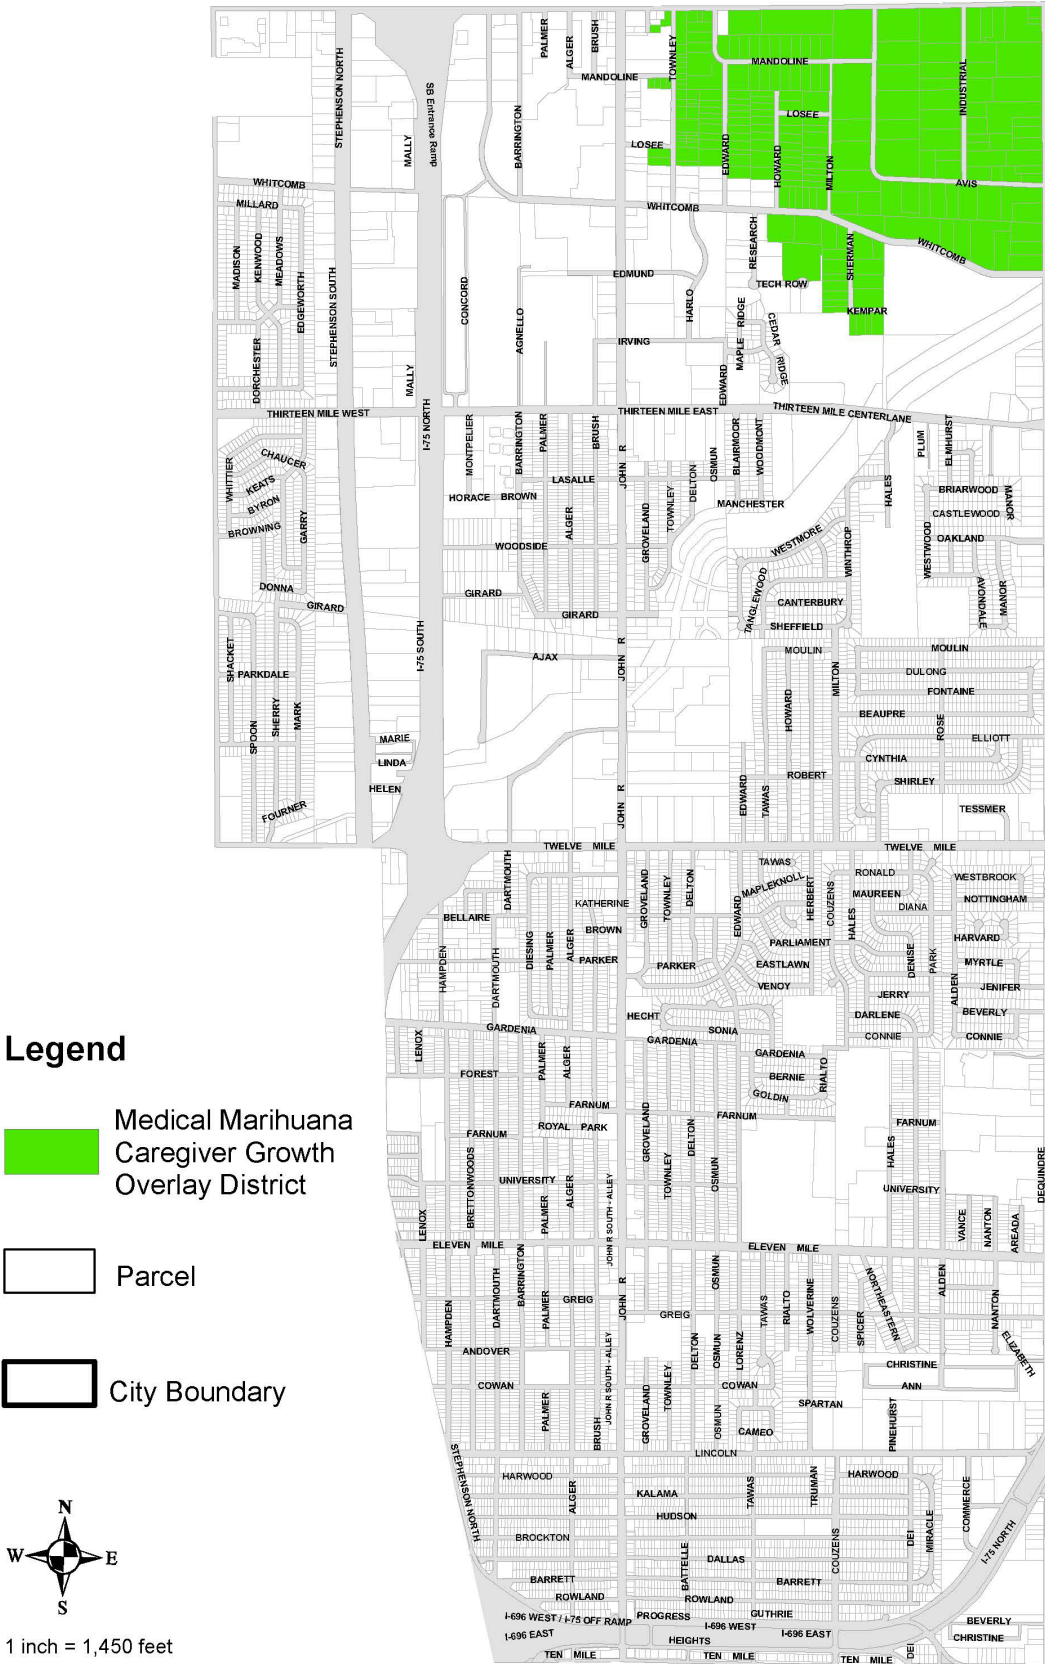 PALMER
ALGER
BRUSH
MANDOLINE
TOWNLEY
MANDOLINE
INDUSTRIAL
STEPHENSON NORTH
SB Entrance Ramp
MALLY
BARRINGTON
LOSEE
LOSEE
EDWARD
HOWARD
MILTON
AVIS
WHITCOMB
MILLARD
WHITCOMB
WHITCOMB
MADISON
KENWOOD
MEADOWS
EDGEWORTH
STEPHENSON SOUTH
CONCORD
AGNELLO
EDMUND
HARLO
RESEARCH
TECH ROW
SHERMAN
KEMPAR
IRVING
MAPLE RIDGE
CEDAR RIDGE
DORCHESTER
MALLY
EDWARD
THIRTEEN MILE WEST
THIRTEEN MILE EAST
THIRTEEN MILE CENTERLANE
I-75 NORTH
MONTPELIER
BARRINGTON
PALMER
BRUSH
JOHN R
OSMUN
BLAIRMOOR
WOODMONT
PLUM
ELMHURST
WHITTIER
CHAUCER
KEATS
BYRON
BROWNING
GARRY
HORACE BROWN
LASALLE
ALGER
GROVELAND
TOWNLEY
DELTON
MANCHESTER
HALES
BRIARWOOD
MANOR
CASTLEWOOD
OAKLAND
WESTWOOD
WOODSIDE
WESTMORE
WINTHROP
DONNA
GIRARD
GIRARD
GIRARD
TANGLEWOOD
CANTERBURY
SHEFFIELD
AVONDALE
MANOR
SHACKET
PARKDALE
I-75 SOUTH
AJAX
JOHN R
MOULIN
MILTON
MOULIN
DULONG
FONTAINE
SPOON
SHERRY
MARK
HOWARD
BEAUPRE
ROSE
MARIE
LINDA
HELEN
ELLIOTT
CYNTHIA
SHIRLEY
EDWARD
TAWAS
ROBERT
JOHN R
FOURNER
TESSMER
TWELVE MILE
TWELVE MILE
DARTMOUTH
KATHERINE
GROVELAND
TOWNLEY
DELTON
TAWAS
MAPLEKNOLL
EDWARD
HERBERT
COUZENS
RONALD
MAUREEN
DIANA
WESTBROOK
NOTTINGHAM
BELLAIRE
HAMPDEN
DARTMOUTH
DIESING
PALMER
ALGER
BROWN
PARKER
PARKER
PARLIAMENT
EASTLAWN
VENOY
HALES
DENISE
PARK
HARVARD
MYRTLE
JENIFER
ALDEN
JERRY
BEVERLY
DARLENE
CONNIE
CONNIE
HECHT
SONIA
GARDENIA
GARDENIA
GARDENIA
Legend
LENOX
FOREST
PALMER
ALGER
BERNIE
GOLDIN
RIALTO
FARNUM
FARNUM
FARNUM
Medical Marihuana
Caregiver Growth
Overlay District
FARNUM
ROYAL PARK
GROVELAND
DELTON
HALES
BRETTONWOODS
UNIVERSITY
PALMER
ALGER
JOHN R SOUTH - ALLEY
TOWNLEY
OSMUN
UNIVERSITY
DEQUINDRE
LENOX
VANCE
NANTON
AREADA
ELEVEN MILE
ELEVEN MILE
Parcel
DARTMOUTH
BARRINGTON
PALMER
GREIG
JOHN R
OSMUN
GREIG
TAWAS
RIALTO
WOLVERINE
COUZENS
SPICER
NORTHEASTERN
ALDEN
NANTON
ELIZABETH
HAMPDEN
ANDOVER
COWAN
JOHN R SOUTH - ALLEY
DELTON
OSMUN
LORENZ
CHRISTINE
ANN
City Boundary
PALMER
BRUSH
GROVELAND
TOWNLEY
COWAN
OSMUN
CAMEO
SPARTAN
PINEHURST
LINCOLN
STEPHENSON NORTH
HARWOOD
ALGER
KALAMA
HUDSON
TAWAS
TRUMAN
HARWOOD
COMMERCE
N
W
E
S
BROCKTON
BATTELLE
DALLAS
COUZENS
DEI
MIRACLE
I-75 NORTH
BARRETT
BARRETT
ROWLAND
ROWLAND
I-696 WEST / I-75 OFF RAMP
PROGRESS
GUTHRIE
I-696 WEST
I-696 EAST
I-696 EAST
HEIGHTS
BEVERLY
CHRISTINE
DEI
TEN MILE
TEN MILE
TEN MILE
1 inch = 1,450 feet